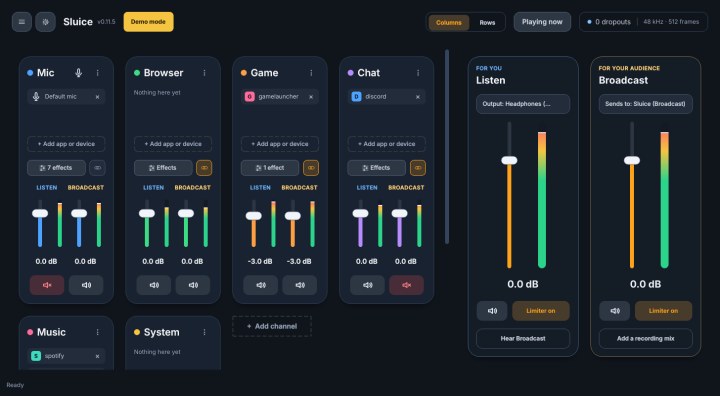 Sluice v0.11.5 Demo mode Columns Rows Playing now 0 dropouts 48 kHz · 512 frames
Mic
Default mic ×
+ Add app or device
7 effects
LISTEN BROADCAST
0.0 dB 0.0 dB
Browser
Nothing here yet
+ Add app or device
Effects
LISTEN BROADCAST
0.0 dB 0.0 dB
Game
G gamelauncher ×
+ Add app or device
1 effect
LISTEN BROADCAST
-3.0 dB -3.0 dB
Chat
D discord ×
+ Add app or device
Effects
LISTEN BROADCAST
0.0 dB 0.0 dB
Music
S spotify ×
System
Nothing here yet
+ Add channel
FOR YOU
Listen
Output: Headphones (...
0.0 dB
Limiter on
Hear Broadcast
FOR YOUR AUDIENCE
Broadcast
Sends to: Sluice (Broadcast)
0.0 dB
Limiter on
Add a recording mix
Ready